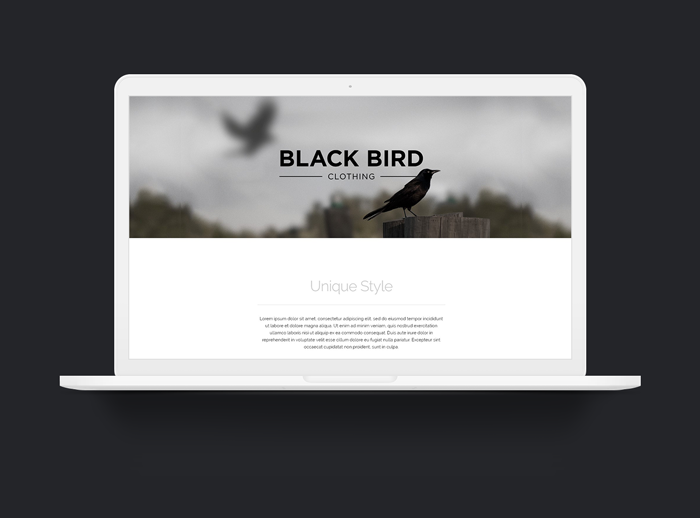 BLACK BIRD
CLOTHING
Unique Style
Lorem ipsum dolor sit amet, consectetur adipiscing elit, sed do eiusmod tempor incididunt
ut labore et dolore magna aliqua. Ut enim ad minim veniam, quis nostrud exercitation
ullamco laboris nisi ut aliquip ex ea commodo consequat. Duis aute irure dolor in
reprehenderit in voluptate velit esse cillum dolore eu fugiat nulla pariatur. Excepteur sint
occaecat cupidatat non proident, sunt in culpa